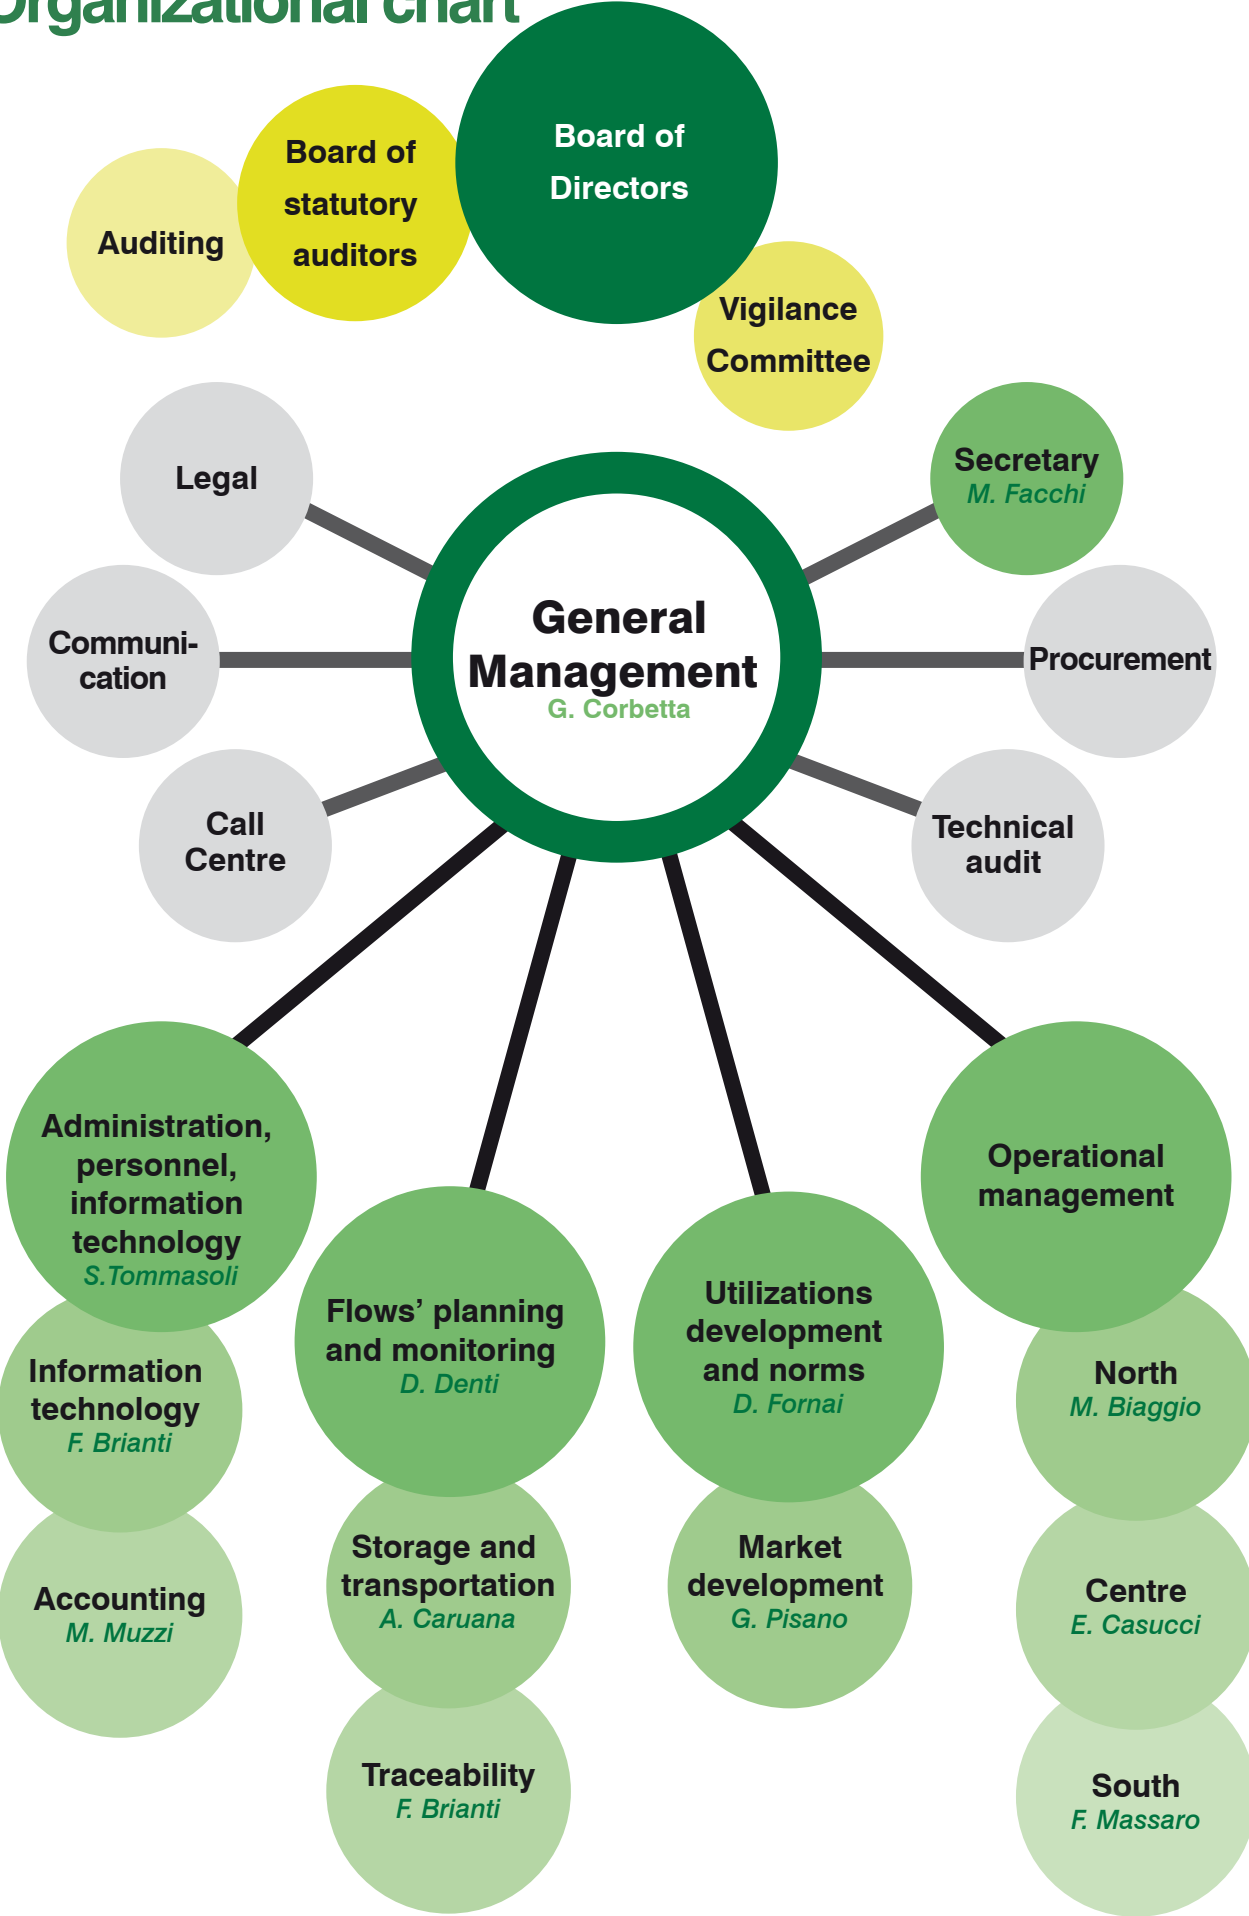 Organizational chart
Board of
Directors
Board of
statutory
auditors
Auditing
Vigilance
Committee
Legal
Secretary
M. Facchi
Communi-
cation
General
Management
G. Corbetta
Procurement
Call
Centre
Technical
audit
Administration,
personnel,
information
technology
S.Tommasoli
Information
technology
F. Brianti
Accounting
M. Muzzi
Flows’ planning
and monitoring
D. Denti
Storage and
transportation
A. Caruana
Traceability
F. Brianti
Utilizations
development
and norms
D. Fornai
Market
development
G. Pisano
Operational
management
North
M. Biaggio
Centre
E. Casucci
South
F. Massaro